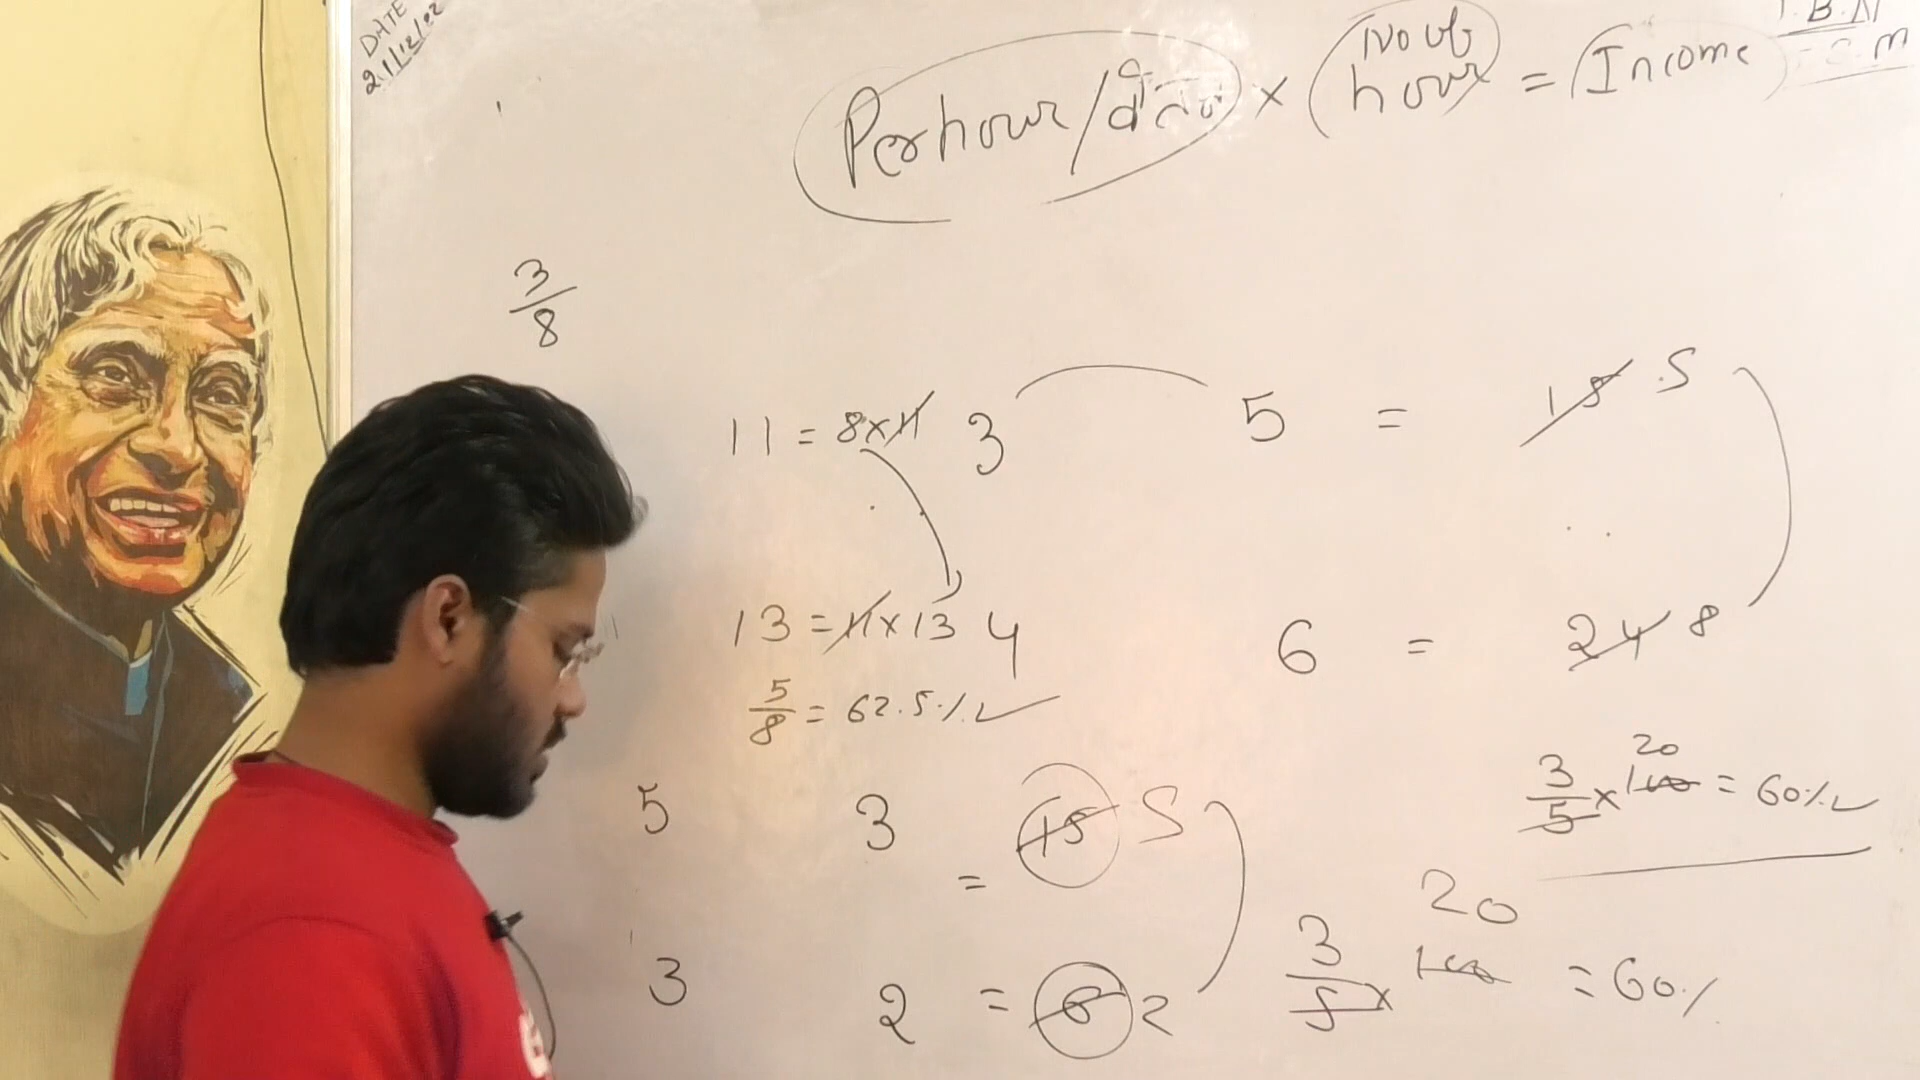 DATE
21/12/22
Perhour/वेतन × (No of hour) = Income
3/8
11 = 8×11 3 5 = 15 5
13 = 11×13 4 6 = 24 8
5/8 = 62.5%
3/5 × 100 20 = 60%
5 3 = 15 5
3 2 = 6 2
3/5 × 100 20 = 60%